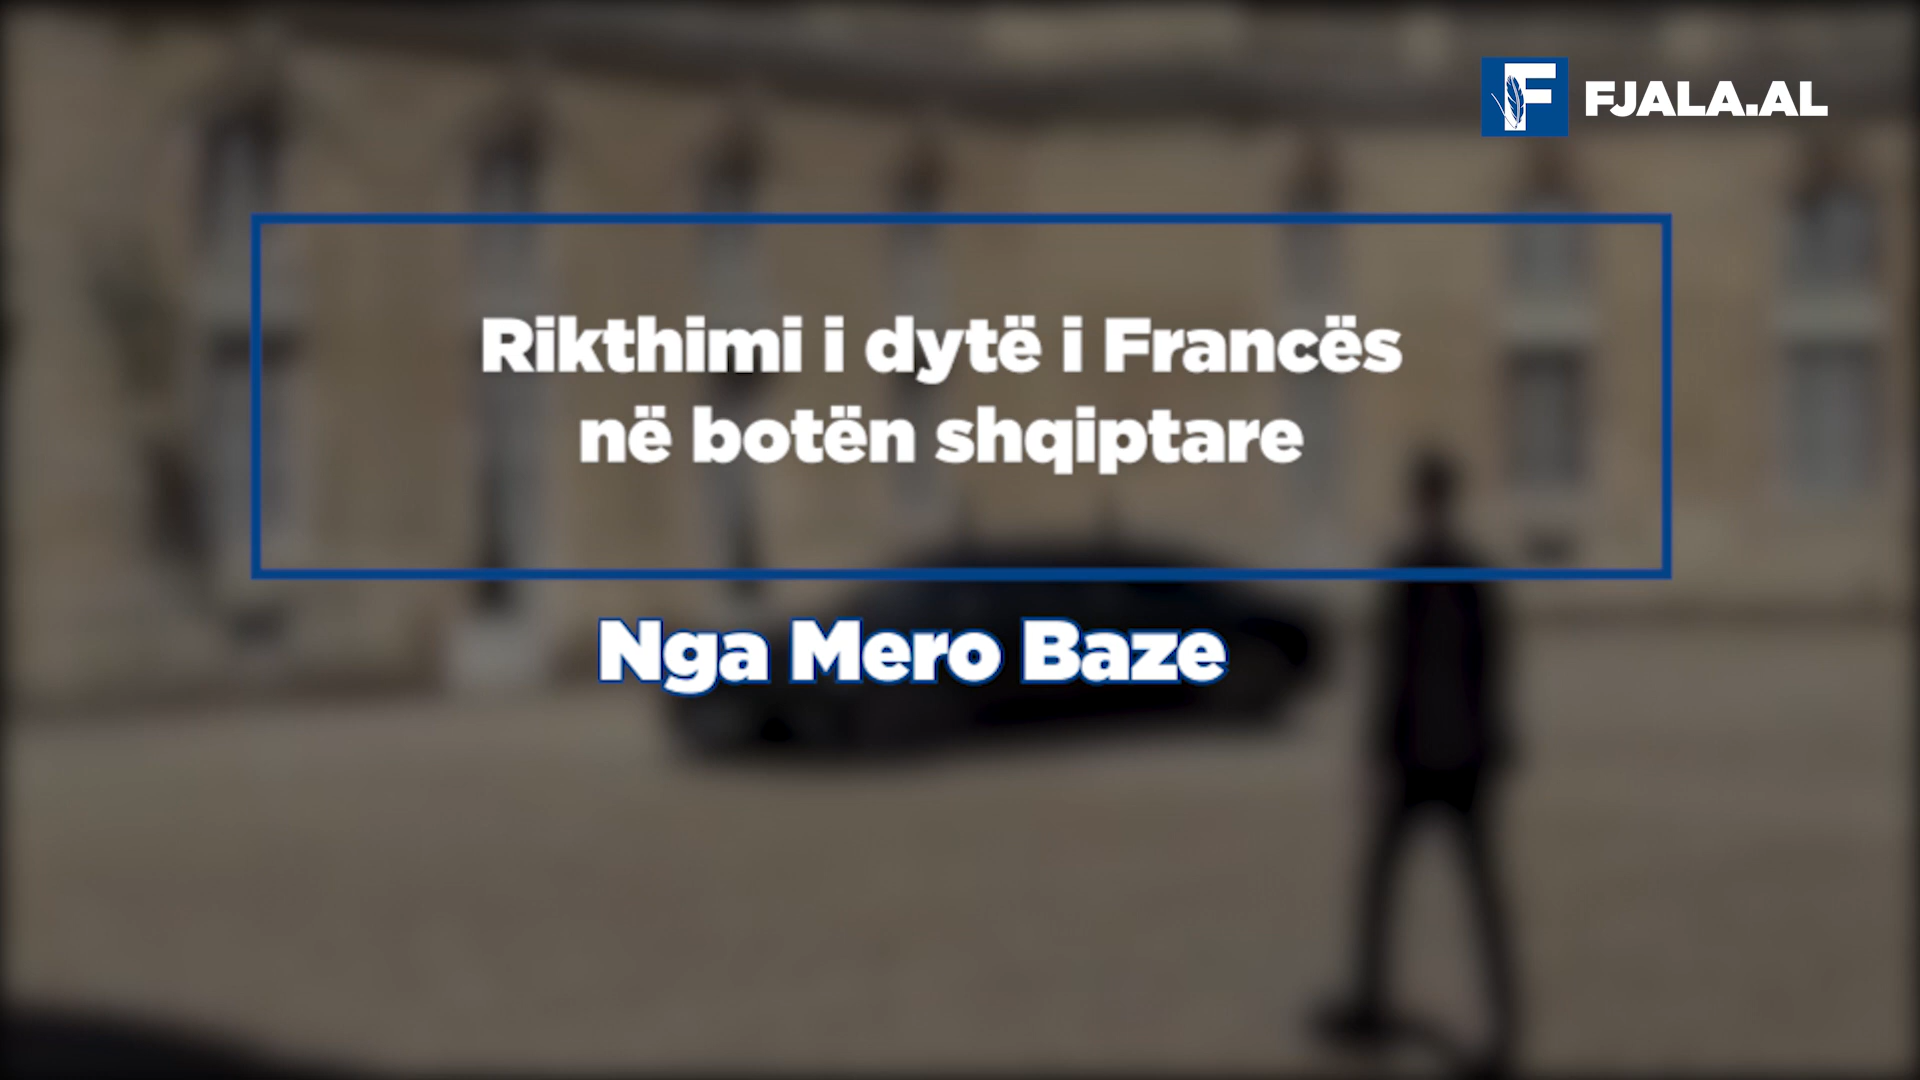 FJALA.AL
Rikthimi i dytë i Francës
në botën shqiptare
Nga Mero Baze